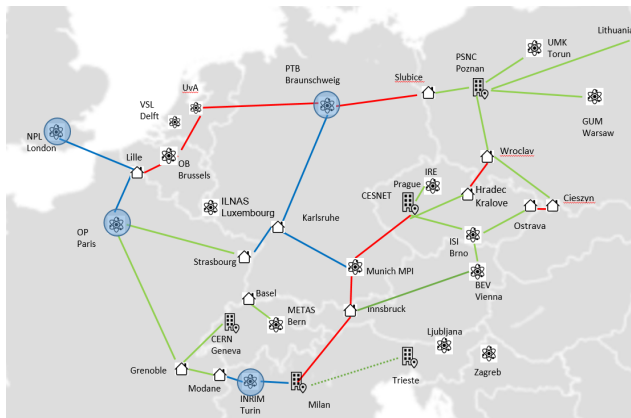 Lithuania
UMK
Torun
PSNC
Poznan
PTB
Braunschweig
Slubice
UvA
VSL
Delft
GUM
Warsaw
NPL
London
Lille
OB
Brussels
Wroclav
IRE
Prague
CESNET
Hradec
Kralove
Cieszyn
Ostrava
ILNAS
Luxembourg
Karlsruhe
OP
Paris
Strasbourg
ISI
Brno
Munich MPI
BEV
Vienna
Basel
METAS
Bern
Innsbruck
CERN
Geneva
Ljubljana
Zagreb
Grenoble
Modane
INRIM
Turin
Milan
Trieste